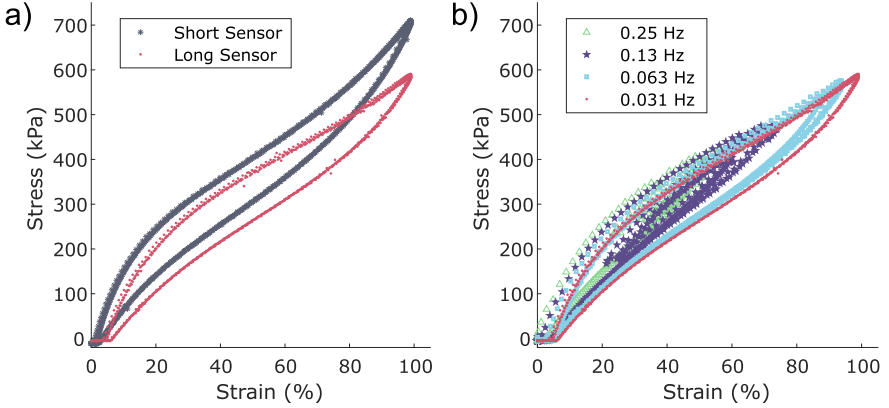 a)
Short Sensor
Long Sensor
700
600
500
400
300
200
100
0
0 20 40 60 80 100
Stress (kPa)
Strain (%)
b)
0.25 Hz
0.13 Hz
0.063 Hz
0.031 Hz
700
600
500
400
300
200
100
0
0 20 40 60 80 100
Stress (kPa)
Strain (%)